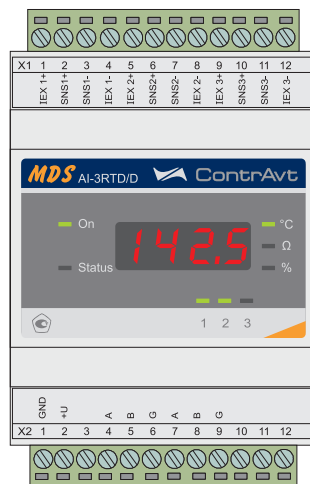 X1 1 2 3 4 5 6 7 8 9 10 11 12
IEX 1+ SNS1+ SNS1- IEX 1- IEX 2+ SNS2+ SNS2- IEX 2- IEX 3+ SNS3+ SNS3- IEX 3-
MDS AI-3RTD/D ContrAvt
On 142.5 °C
Ω
Status %
1 2 3
GND +U A B G A B G
X2 1 2 3 4 5 6 7 8 9 10 11 12